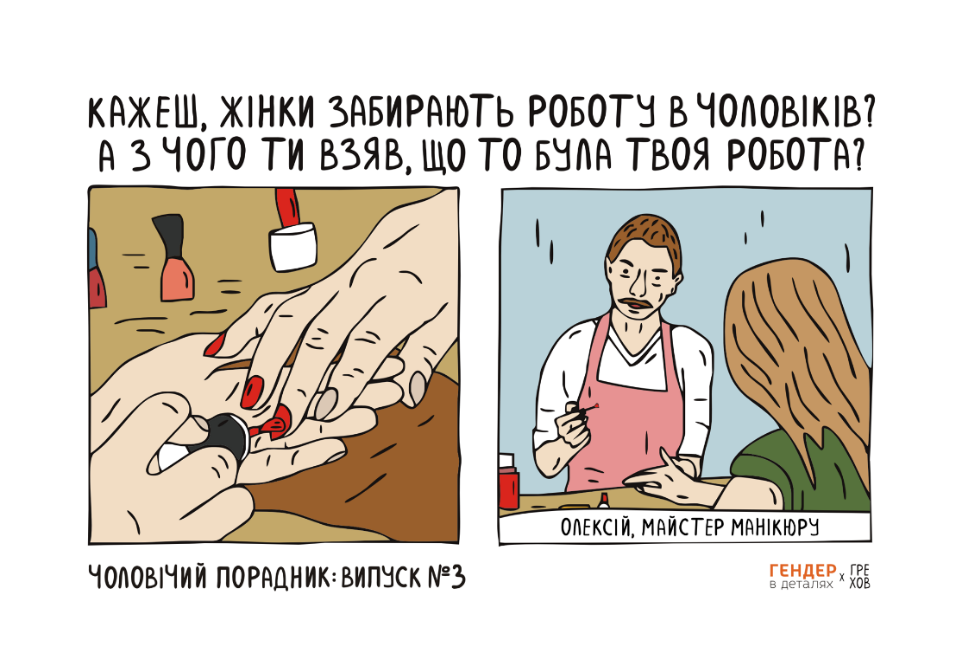 КАЖЕШ, ЖІНКИ ЗАБИРАЮТЬ РОБОТУ В ЧОЛОВІКІВ?
А З ЧОГО ТИ ВЗЯВ, ЩО ТО БУЛА ТВОЯ РОБОТА?
ОЛЕКСІЙ, МАЙСТЕР МАНІКЮРУ
ЧОЛОВІЧИЙ ПОРАДНИК: ВИПУСК №3
ГЕНДЕР
в деталях
х
ГРЕ
ХОВ